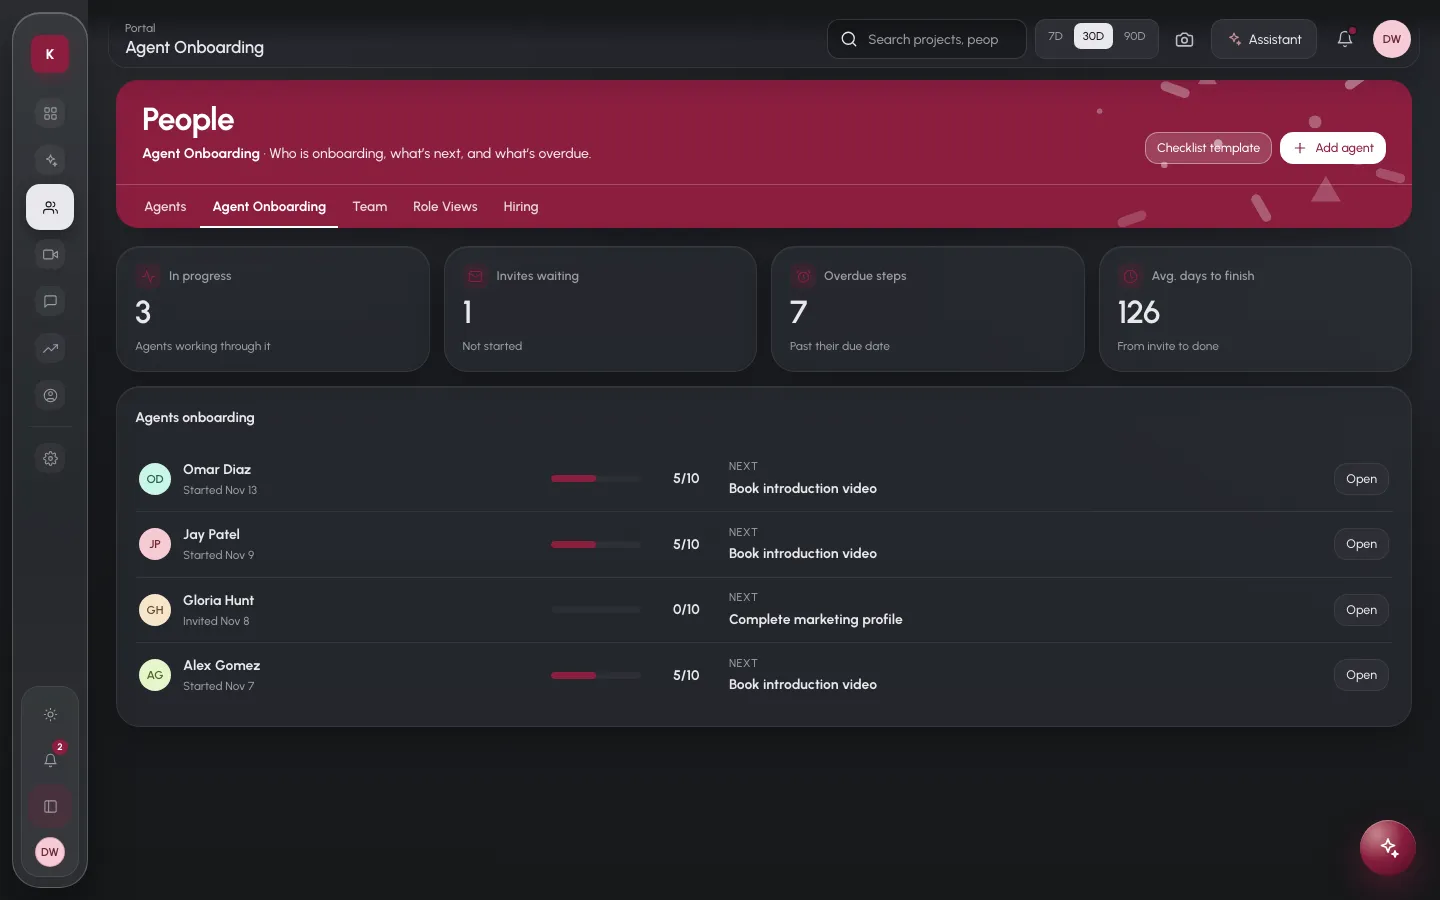 K
Portal
Agent Onboarding
Search projects, peop
7D
30D
90D
Assistant
DW
People
Agent Onboarding · Who is onboarding, what's next, and what's overdue.
Checklist template
Add agent
Agents
Agent Onboarding
Team
Role Views
Hiring
In progress
3
Agents working through it
Invites waiting
1
Not started
Overdue steps
7
Past their due date
Avg. days to finish
126
From invite to done
Agents onboarding
OD
Omar Diaz
Started Nov 13
5/10
NEXT
Book introduction video
Open
JP
Jay Patel
Started Nov 9
5/10
NEXT
Book introduction video
Open
GH
Gloria Hunt
Invited Nov 8
0/10
NEXT
Complete marketing profile
Open
AG
Alex Gomez
Started Nov 7
5/10
NEXT
Book introduction video
Open
2
DW